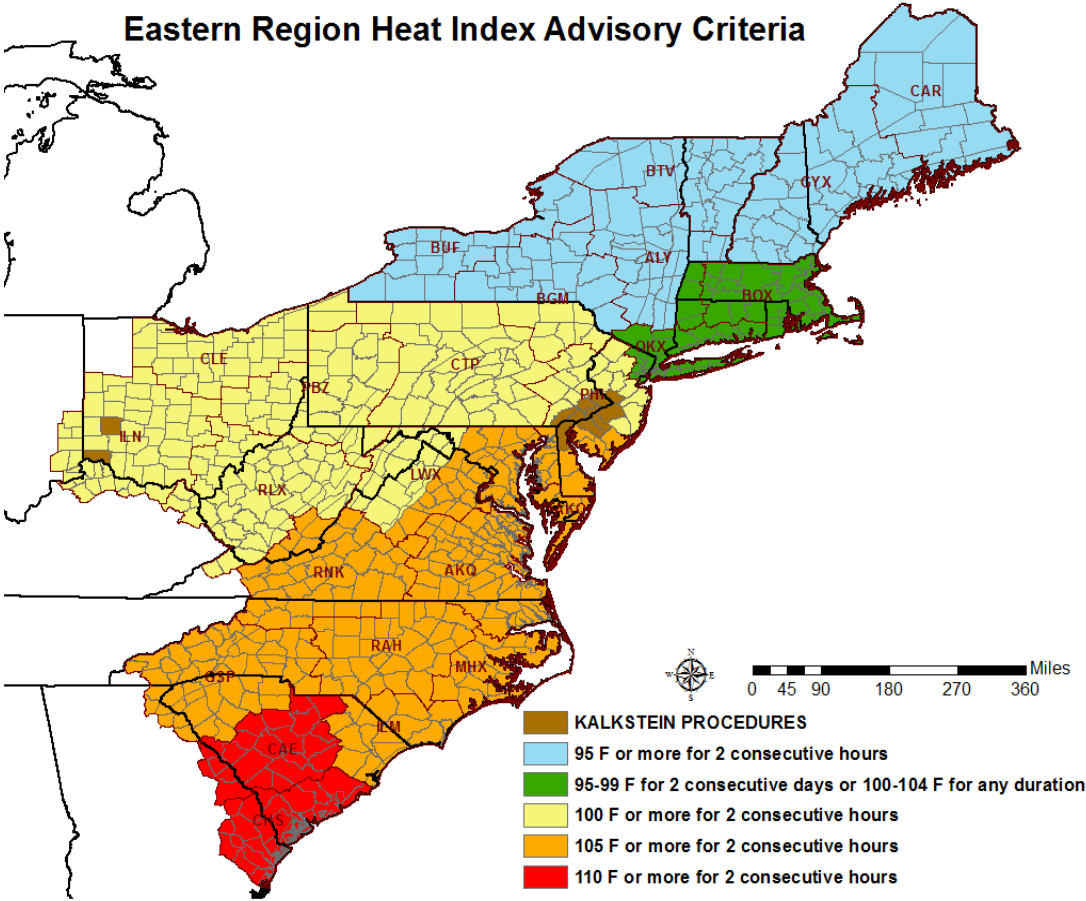 Eastern Region Heat Index Advisory Criteria
CAR
BTV
GYX
BUF
ALY
BGM
BOX
OKX
CLE
CTP
PBZ
PHI
ILN
LWX
RLX
AKQ
RNK
AKQ
RAH
GSP
MHX
ILM
CAE
CHS
N
W
E
S
Miles
0 45 90 180 270 360
KALKSTEIN PROCEDURES
95 F or more for 2 consecutive hours
95-99 F for 2 consecutive days or 100-104 F for any duration
100 F or more for 2 consecutive hours
105 F or more for 2 consecutive hours
110 F or more for 2 consecutive hours